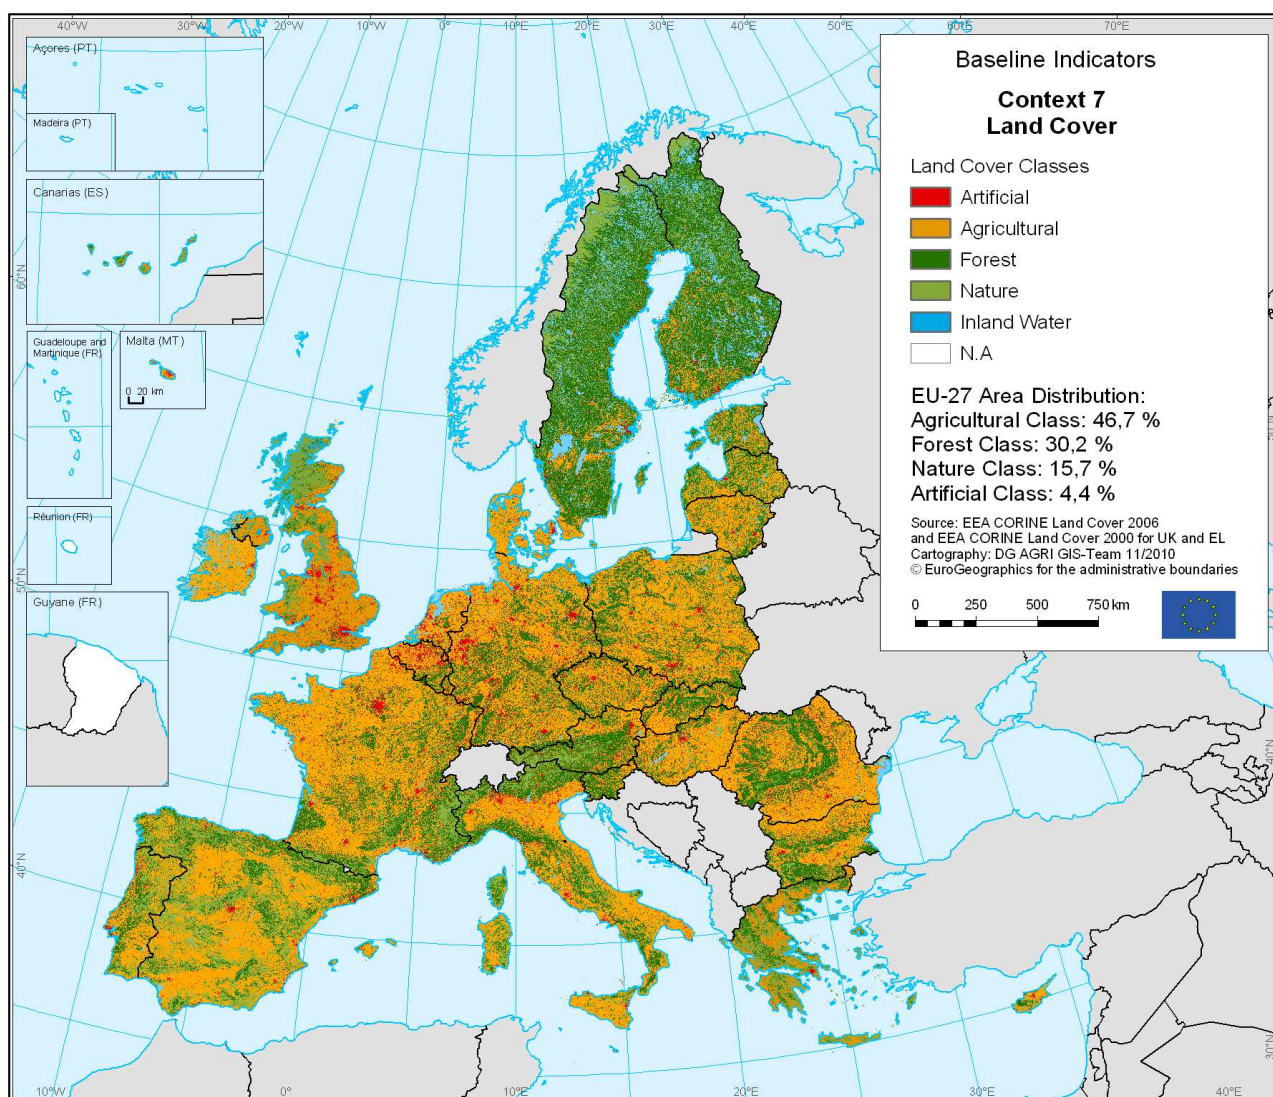 40°W
30°W
20°W
10°W
0°
10°E
20°E
30°E
40°E
50°E
60°E
70°E
Açores (PT)
Madeira (PT)
Canarias (ES)
Guadeloupe and
Martinique (FR)
Malta (MT)
0 20 km
Réunion (FR)
Guyane (FR)
Baseline Indicators
Context 7
Land Cover
Land Cover Classes
Artificial
Agricultural
Forest
Nature
Inland Water
N.A
EU-27 Area Distribution:
Agricultural Class: 46,7 %
Forest Class: 30,2 %
Nature Class: 15,7 %
Artificial Class: 4,4 %
Source: EEA CORINE Land Cover 2006
and EEA CORINE Land Cover 2000 for UK and EL
Cartography: DG AGRI GIS-Team 11/2010
© EuroGeographics for the administrative boundaries
0 250 500 750 km
60°N
50°N
40°N
50°N
40°N
30°N
10°W
0°
10°E
20°E
30°E
40°E